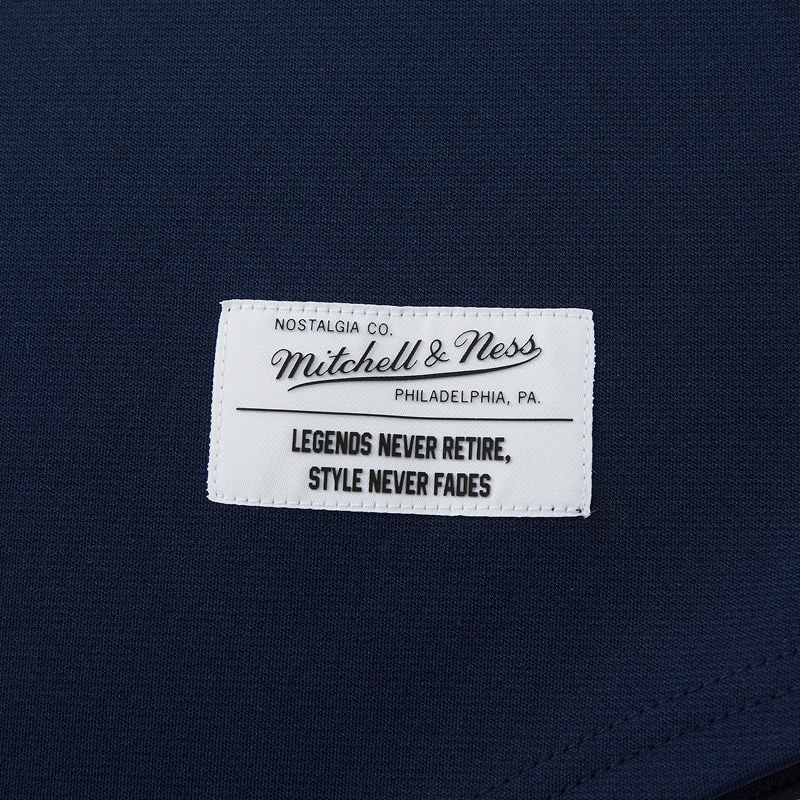 NOSTALGIA CO.
Mitchell & Ness
PHILADELPHIA, PA.
LEGENDS NEVER RETIRE,
STYLE NEVER FADES